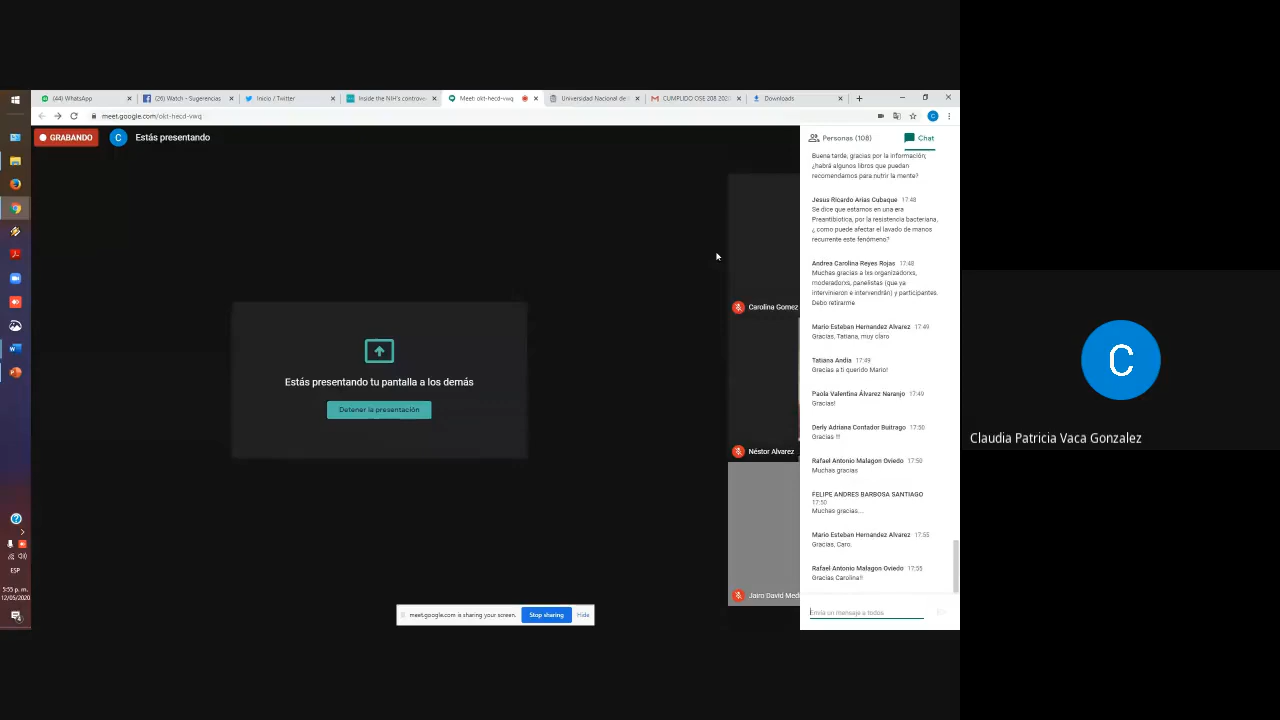 (44) WhatsApp
(26) Watch - Sugerencias
Inicio / Twitter
Inside the NIH's controve
Meet: okt-hecd-vwq
Universidad Nacional de
CUMPLIDO OSE 208 202
Downloads
meet.google.com/okt-hecd-vwq
GRABANDO
C
Estás presentando
Personas (108)
Chat
Buena tarde, gracias por la información;
¿habrá algunos libros que puedan
recomendarnos para nutrir la mente?
Jesus Ricardo Arias Cubaque 17:48
Se dice que estamos en una era
Preantibiotica, por la resistencia bacteriana,
¿ como puede afectar el lavado de manos
recurrente este fenómeno?
Andrea Carolina Reyes Rojas 17:48
Muchas gracias a lxs organizadorxs,
moderadorxs, panelistas (que ya
intervinieron e intervendrán) y participantes.
Debo retirarme
Mario Esteban Hernandez Alvarez 17:49
Gracias, Tatiana, muy claro
Tatiana Andia 17:49
Gracias a ti querido Mario!
Paola Valentina Álvarez Naranjo 17:49
Gracias!
Derly Adriana Contador Buitrago 17:50
Gracias !!!
Rafael Antonio Malagon Oviedo 17:50
Muchas gracias
FELIPE ANDRES BARBOSA SANTIAGO
17:50
Muchas gracias...
Mario Esteban Hernandez Alvarez 17:55
Gracias, Caro.
Rafael Antonio Malagon Oviedo 17:55
Gracias Carolina!!
Envía un mensaje a todos
Carolina Gomez
Néstor Alvarez
Jairo David Med
Estás presentando tu pantalla a los demás
Detener la presentación
meet.google.com is sharing your screen.
Stop sharing
Hide
ESP
5:55 p. m.
12/05/2020
C
Claudia Patricia Vaca Gonzalez